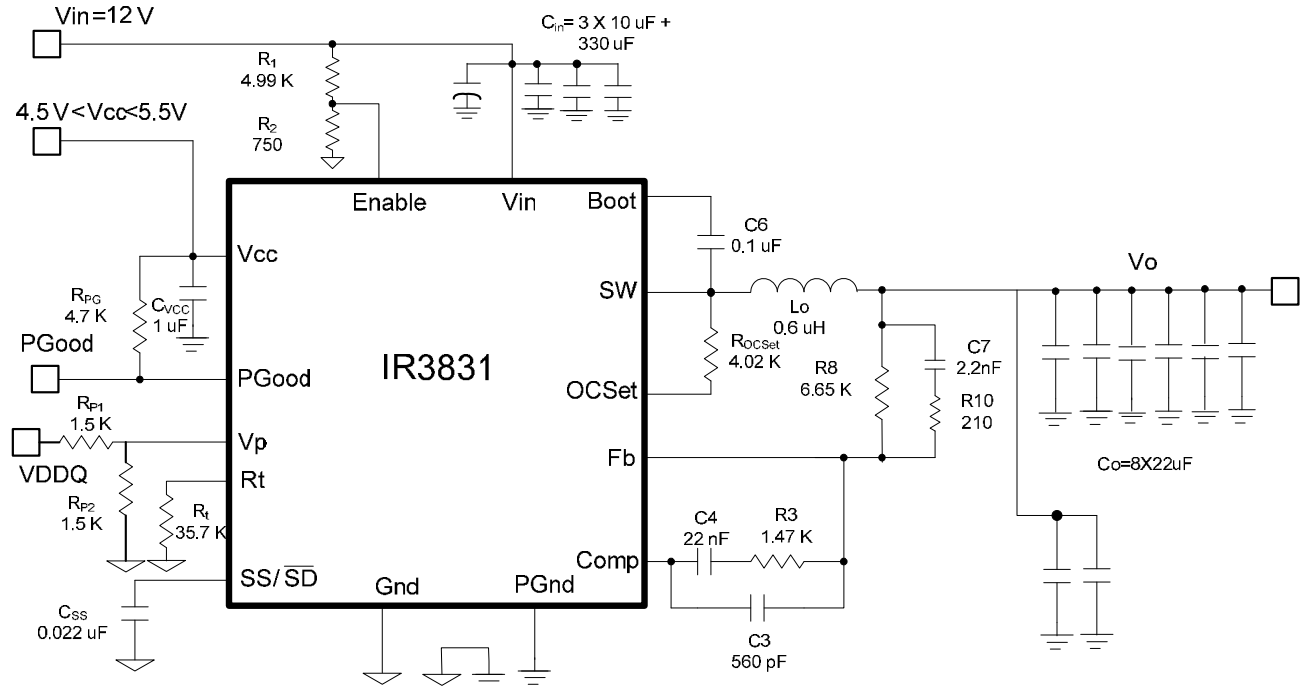 Vin=12 V
Cin= 3 X 10 uF +
330 uF
R1
4.99 K
4.5 V<Vcc<5.5V
R2
750
Enable
Vin
Boot
C6
0.1 uF
Vcc
Vo
SW
RPG
4.7 K
CVCC
1 uF
Lo
0.6 uH
ROCSet
4.02 K
C7
2.2nF
PGood
IR3831
R8
6.65 K
PGood
OCSet
R10
210
RP1
1.5 K
Vp
Fb
VDDQ
Co=8X22uF
Rt
RP2
1.5 K
Rt
35.7 K
C4
22 nF
R3
1.47 K
Comp
SS/SD
Gnd
PGnd
CSS
0.022 uF
C3
560 pF